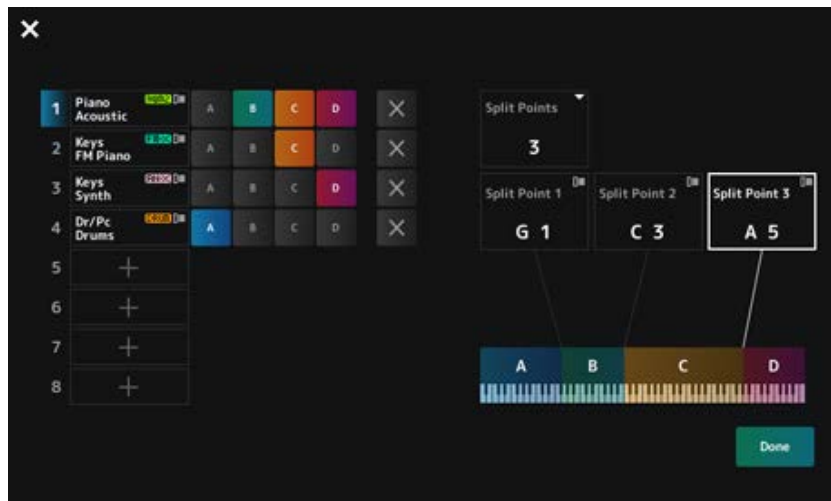 1 Piano Acoustic A B C D
2 Keys FM Piano A B C D
3 Keys Synth A B C D
4 Dr/Pc Drums A B C D
5
6
7
8
Split Points
3
Split Point 1 Split Point 2 Split Point 3
G 1 C 3 A 5
A B C D
Done